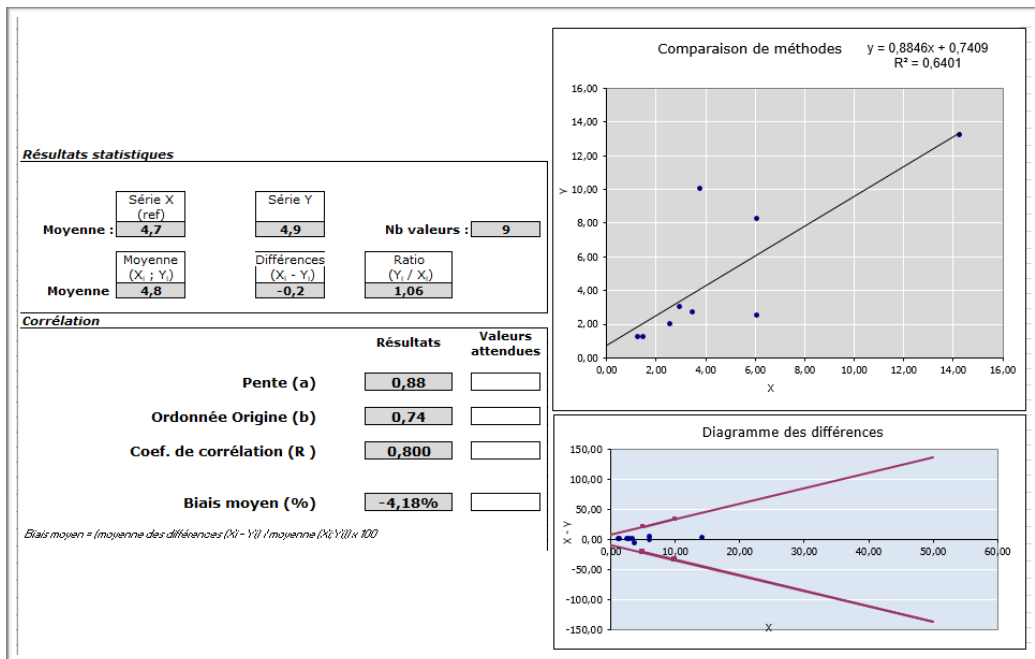 Résultats statistiques
Série X (ref)
Série Y
Moyenne : 4,7 4,9 Nb valeurs : 9
Moyenne (Xi ; Yi)
Différences (Xi - Yi)
Ratio (Yi / Xi)
Moyenne 4,8 -0,2 1,06
Corrélation
Résultats
Valeurs attendues
Pente (a) 0,88
Ordonnée Origine (b) 0,74
Coef. de corrélation (R ) 0,800
Biais moyen (%) -4,18%
Biais moyen = (moyenne des différences (Xi - Yi) / moyenne (Xi;Yi)) x 100
Comparaison de méthodes
y = 0,8846x + 0,7409
R² = 0,6401
16,00
14,00
12,00
10,00
8,00
6,00
4,00
2,00
0,00
Y
0,00 2,00 4,00 6,00 8,00 10,00 12,00 14,00 16,00
X
Diagramme des différences
150,00
100,00
50,00
0,00
-50,00
-100,00
-150,00
X - Y
0,00 10,00 20,00 30,00 40,00 50,00 60,00
X